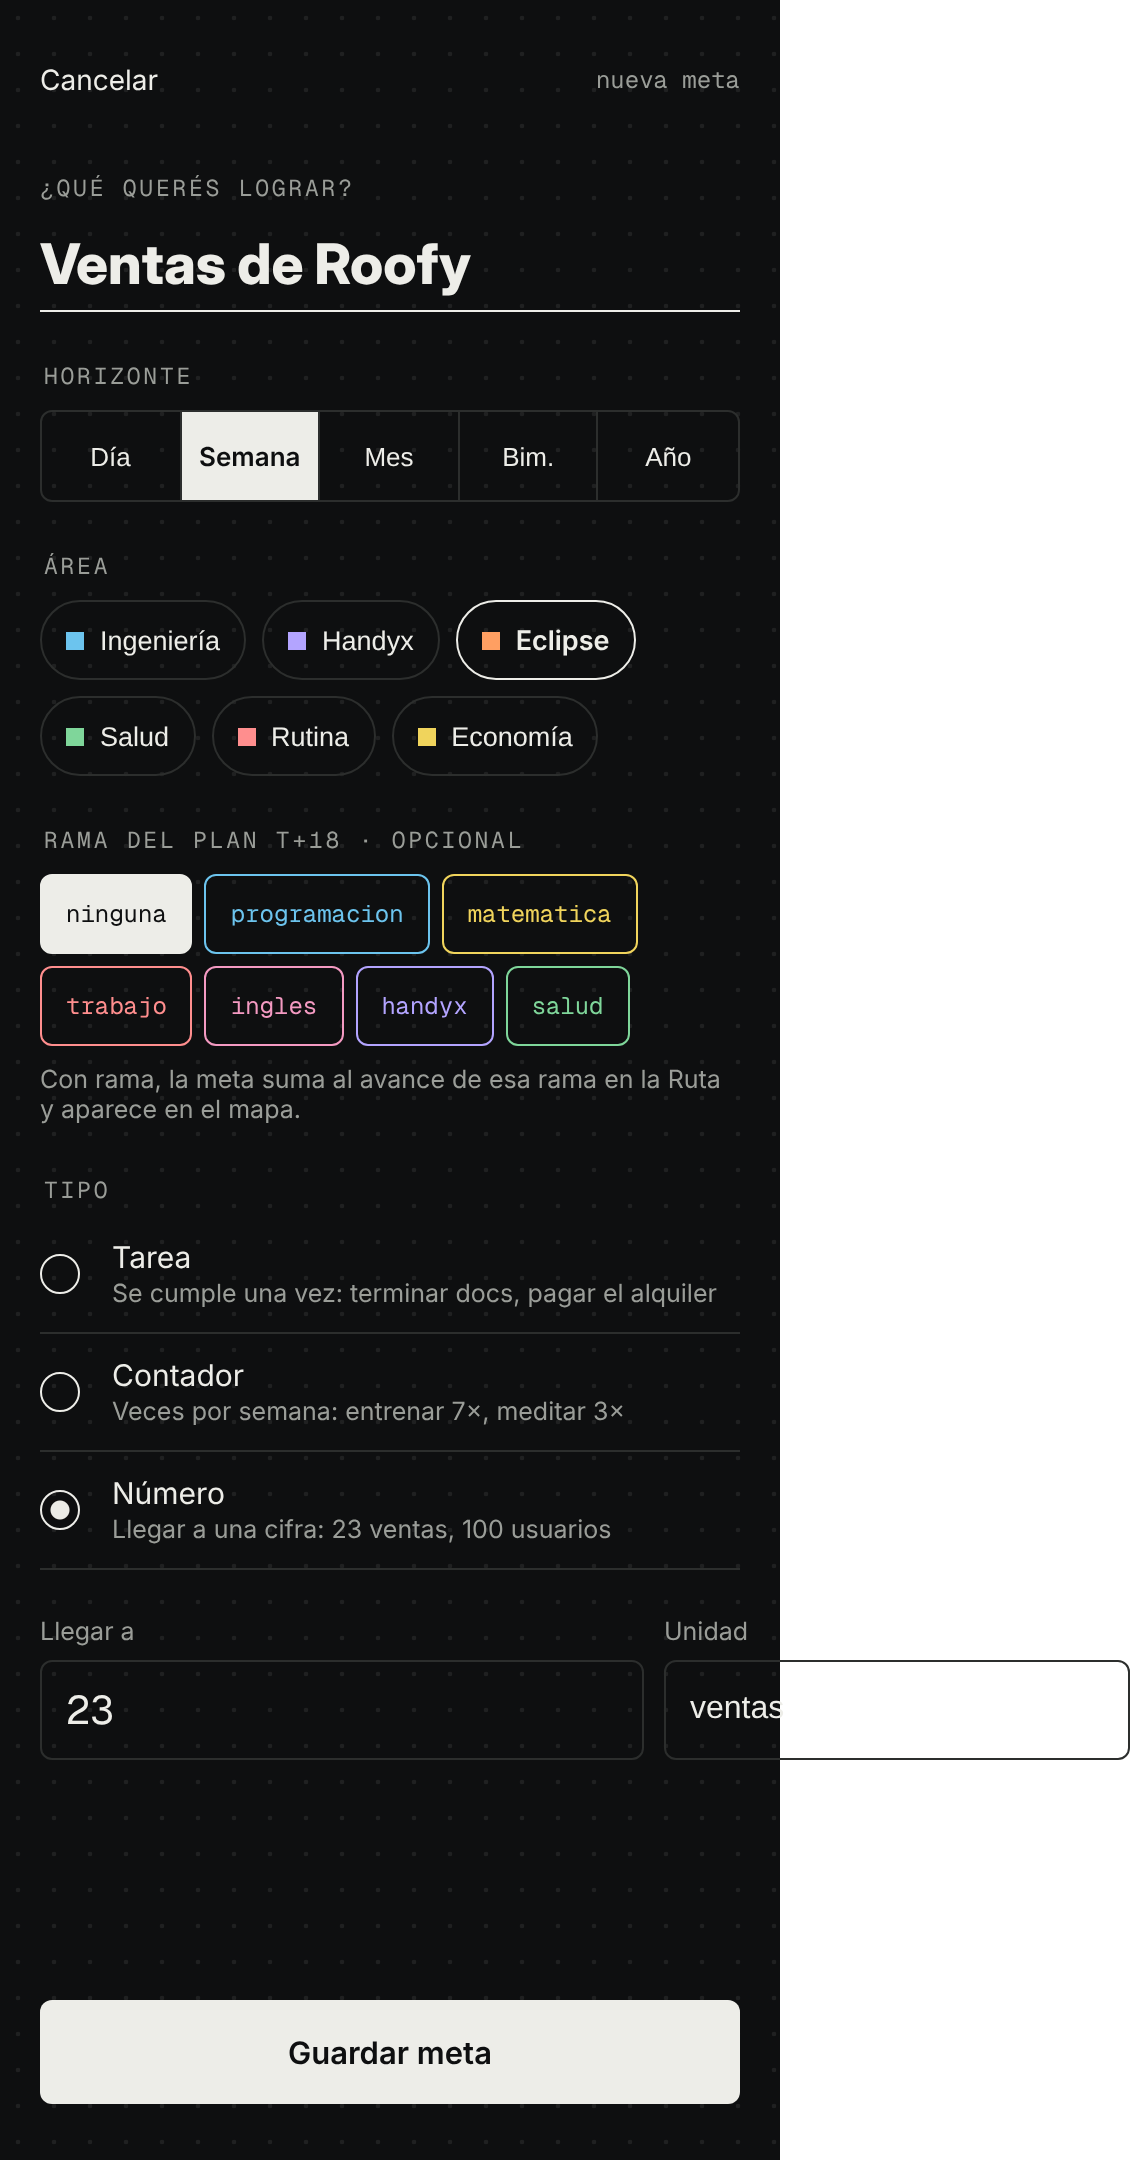 Cancelar
nueva meta
¿QUÉ QUERÉS LOGRAR?
Ventas de Roofy
HORIZONTE
Día Semana Mes Bim. Año
ÁREA
Ingeniería Handyx Eclipse
Salud Rutina Economía
RAMA DEL PLAN T+18 · OPCIONAL
ninguna programacion matematica
trabajo ingles handyx salud
Con rama, la meta suma al avance de esa rama en la Ruta
y aparece en el mapa.
TIPO
Tarea
Se cumple una vez: terminar docs, pagar el alquiler
Contador
Veces por semana: entrenar 7×, meditar 3×
Número
Llegar a una cifra: 23 ventas, 100 usuarios
Llegar a Unidad
23 ventas
Guardar meta